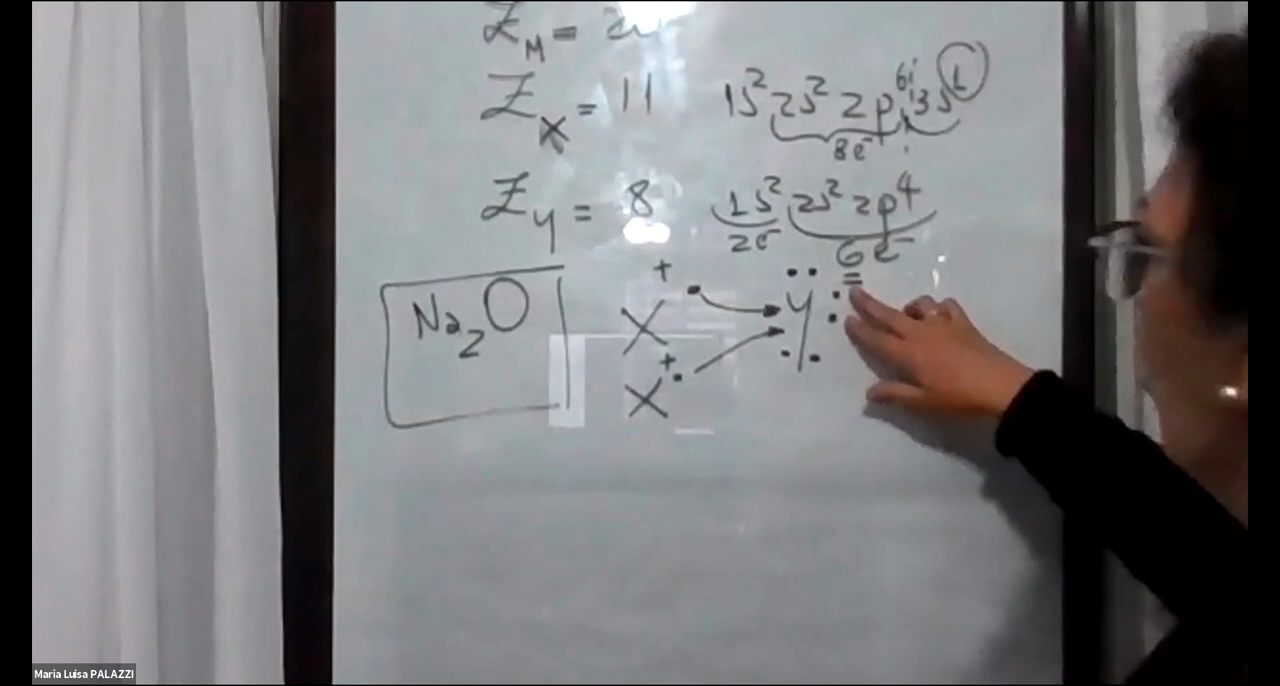 Z_M = 20
Z_X = 11 1s² 2s² 2p⁶ 3s¹
8e⁻
Z_Y = 8 1s² 2s² 2p⁴
2e⁻ 6e⁻
Na₂O X⁺ Y =
X⁺
Maria Luisa PALAZZI